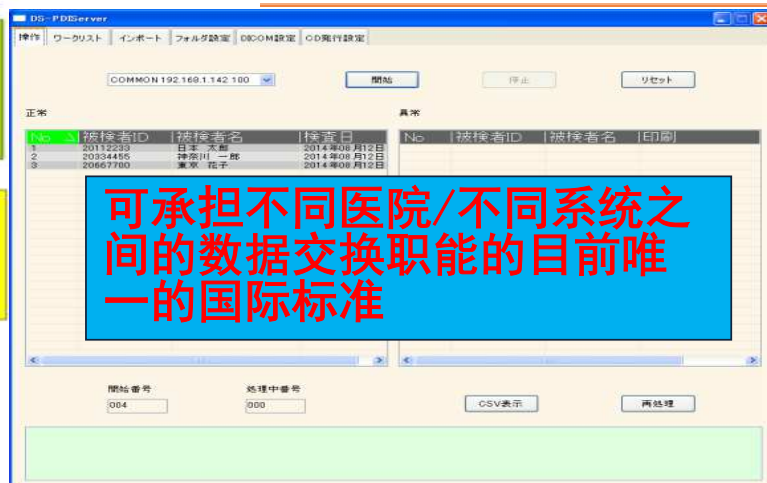 DS-PDIServer
操作 ワークリスト インポート フォルダ設定 DICOM設定 CD発行設定
COMMON 192.168.1.142 100 開始 停止 リセット
正常 異常
No 被検者ID 被検者名 検査日 No 被検者ID 被検者名 印刷
1 20112233 日本 太郎 2014年08月12日
2 20334455 神奈川 一郎 2014年08月12日
3 20667700 東京 花子 2014年08月12日
可承担不同医院/不同系统之
间的数据交换职能的目前唯
一的国际标准
開始番号 処理中番号
004 000 CSV表示 再処理